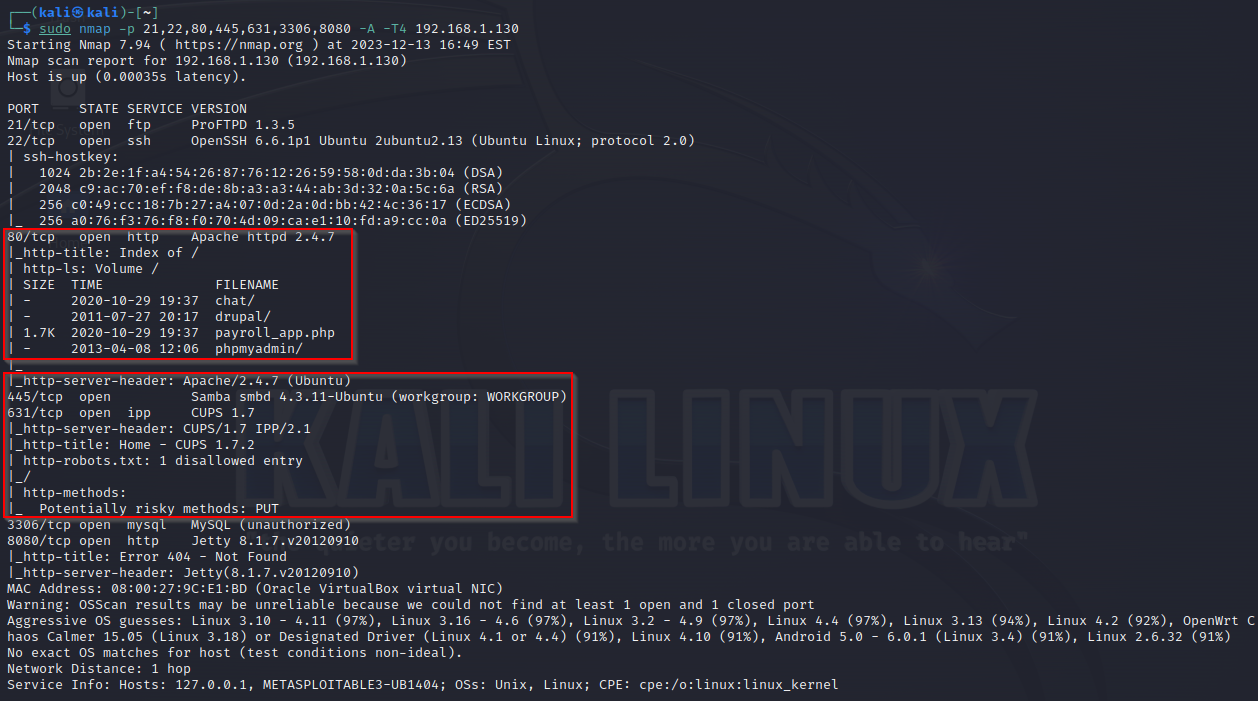 ┌──(kali㉿kali)-[~]
└─$ sudo nmap -p 21,22,80,445,631,3306,8080 -A -T4 192.168.1.130
Starting Nmap 7.94 ( https://nmap.org ) at 2023-12-13 16:49 EST
Nmap scan report for 192.168.1.130 (192.168.1.130)
Host is up (0.00035s latency).
PORT     STATE SERVICE VERSION
21/tcp   open  ftp     ProFTPD 1.3.5
22/tcp   open  ssh     OpenSSH 6.6.1p1 Ubuntu 2ubuntu2.13 (Ubuntu Linux; protocol 2.0)
| ssh-hostkey:
|   1024 2b:2e:1f:a4:54:26:87:76:12:26:59:58:0d:da:3b:04 (DSA)
|   2048 c9:ac:70:ef:f8:de:8b:a3:a3:44:ab:3d:32:0a:5c:6a (RSA)
|   256 c0:49:cc:18:7b:27:a4:07:0d:2a:0d:bb:42:4c:36:17 (ECDSA)
|_  256 a0:76:f3:76:f8:f0:70:4d:09:ca:e1:10:fd:a9:cc:0a (ED25519)
80/tcp   open  http    Apache httpd 2.4.7
|_http-title: Index of /
| http-ls: Volume /
| SIZE  TIME              FILENAME
| -     2020-10-29 19:37  chat/
| -     2011-07-27 20:17  drupal/
| 1.7K  2020-10-29 19:37  payroll_app.php
| -     2013-04-08 12:06  phpmyadmin/
|_
|_http-server-header: Apache/2.4.7 (Ubuntu)
445/tcp  open          Samba smbd 4.3.11-Ubuntu (workgroup: WORKGROUP)
631/tcp  open  ipp     CUPS 1.7
|_http-server-header: CUPS/1.7 IPP/2.1
|_http-title: Home - CUPS 1.7.2
| http-robots.txt: 1 disallowed entry
|_/
| http-methods:
|_  Potentially risky methods: PUT
3306/tcp open  mysql   MySQL (unauthorized)
8080/tcp open  http    Jetty 8.1.7.v20120910
|_http-title: Error 404 - Not Found
|_http-server-header: Jetty(8.1.7.v20120910)
MAC Address: 08:00:27:9C:E1:BD (Oracle VirtualBox virtual NIC)
Warning: OSScan results may be unreliable because we could not find at least 1 open and 1 closed port
Aggressive OS guesses: Linux 3.10 - 4.11 (97%), Linux 3.16 - 4.6 (97%), Linux 3.2 - 4.9 (97%), Linux 4.4 (97%), Linux 3.13 (94%), Linux 4.2 (92%), OpenWrt C
haos Calmer 15.05 (Linux 3.18) or Designated Driver (Linux 4.1 or 4.4) (91%), Linux 4.10 (91%), Android 5.0 - 6.0.1 (Linux 3.4) (91%), Linux 2.6.32 (91%)
No exact OS matches for host (test conditions non-ideal).
Network Distance: 1 hop
Service Info: Hosts: 127.0.0.1, METASPLOITABLE3-UB1404; OSs: Unix, Linux; CPE: cpe:/o:linux:linux_kernel
KALI LINUX
quieter you become, the more you are able to hear"